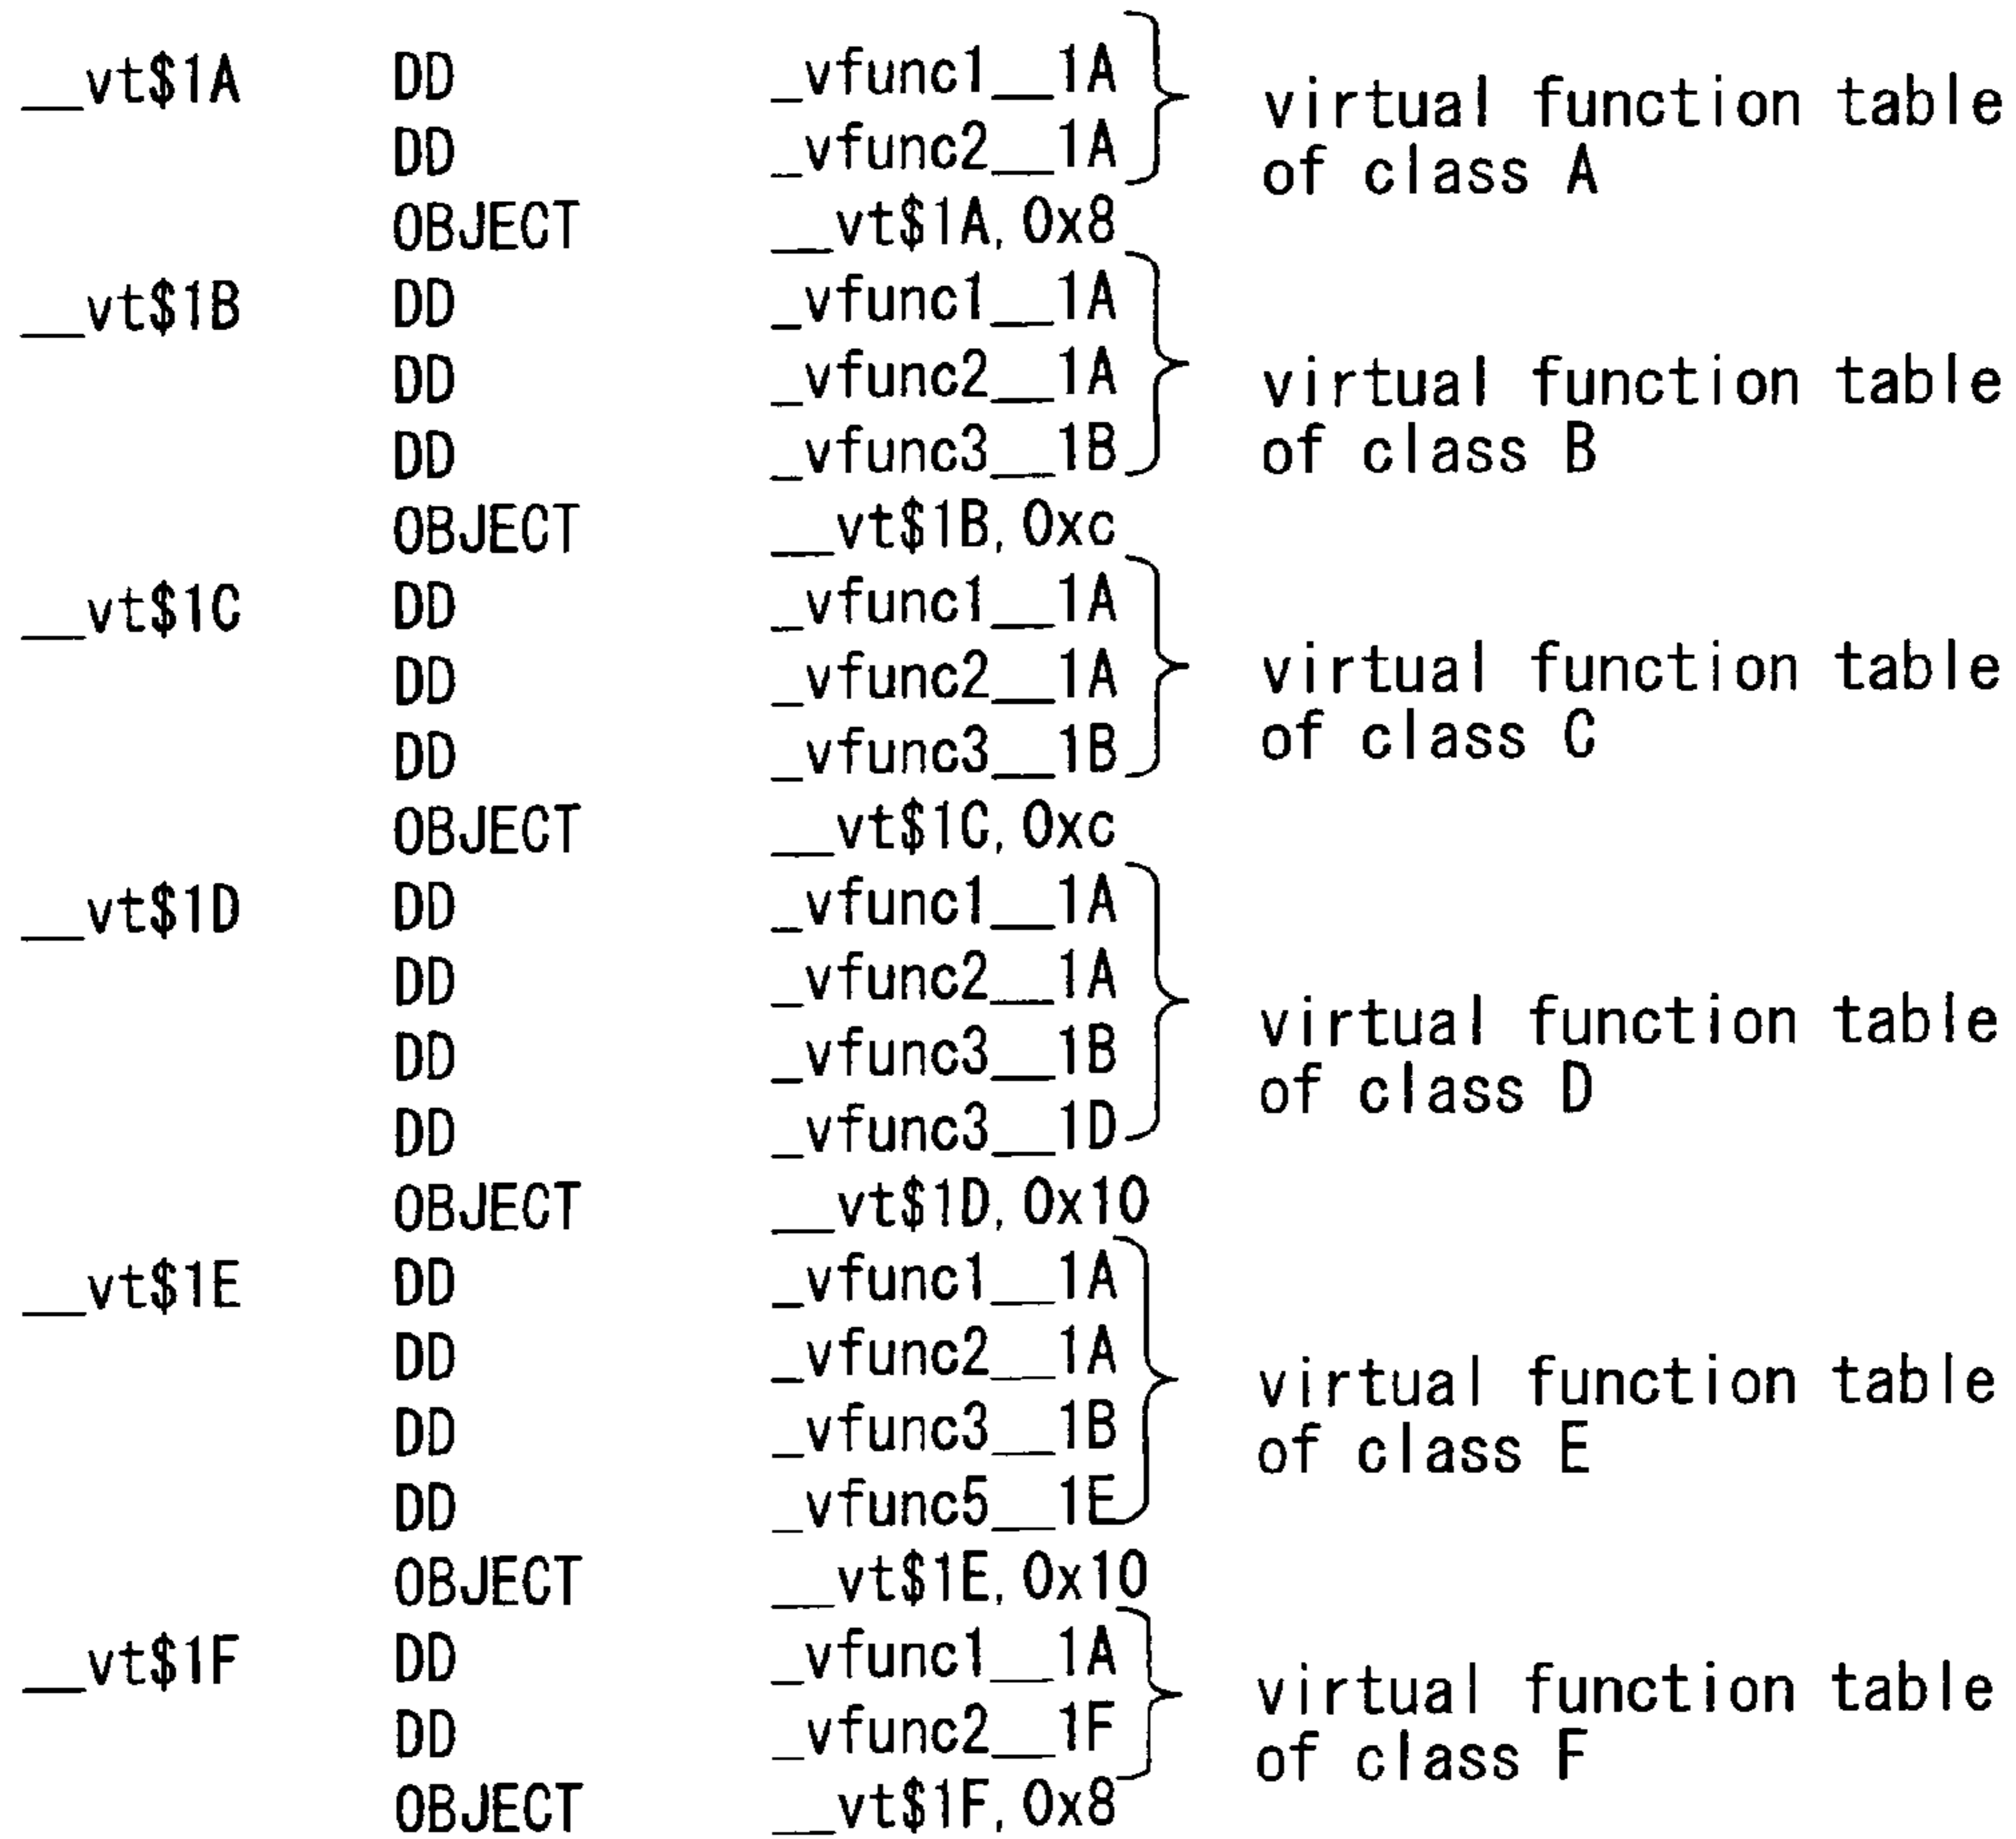 __vt$1A DD _vfunc1__1A
DD _vfunc2__1A
virtual function table
of class A
OBJECT __vt$1A, 0x8
__vt$1B DD _vfunc1__1A
DD _vfunc2__1A
DD _vfunc3__1B
virtual function table
of class B
OBJECT __vt$1B, 0xc
__vt$1C DD _vfunc1__1A
DD _vfunc2__1A
DD _vfunc3__1B
virtual function table
of class C
OBJECT __vt$1C, 0xc
__vt$1D DD _vfunc1__1A
DD _vfunc2__1A
DD _vfunc3__1B
DD _vfunc3__1D
virtual function table
of class D
OBJECT __vt$1D, 0x10
__vt$1E DD _vfunc1__1A
DD _vfunc2__1A
DD _vfunc3__1B
DD _vfunc5__1E
virtual function table
of class E
OBJECT __vt$1E, 0x10
__vt$1F DD _vfunc1__1A
DD _vfunc2__1F
virtual function table
of class F
OBJECT __vt$1F, 0x8